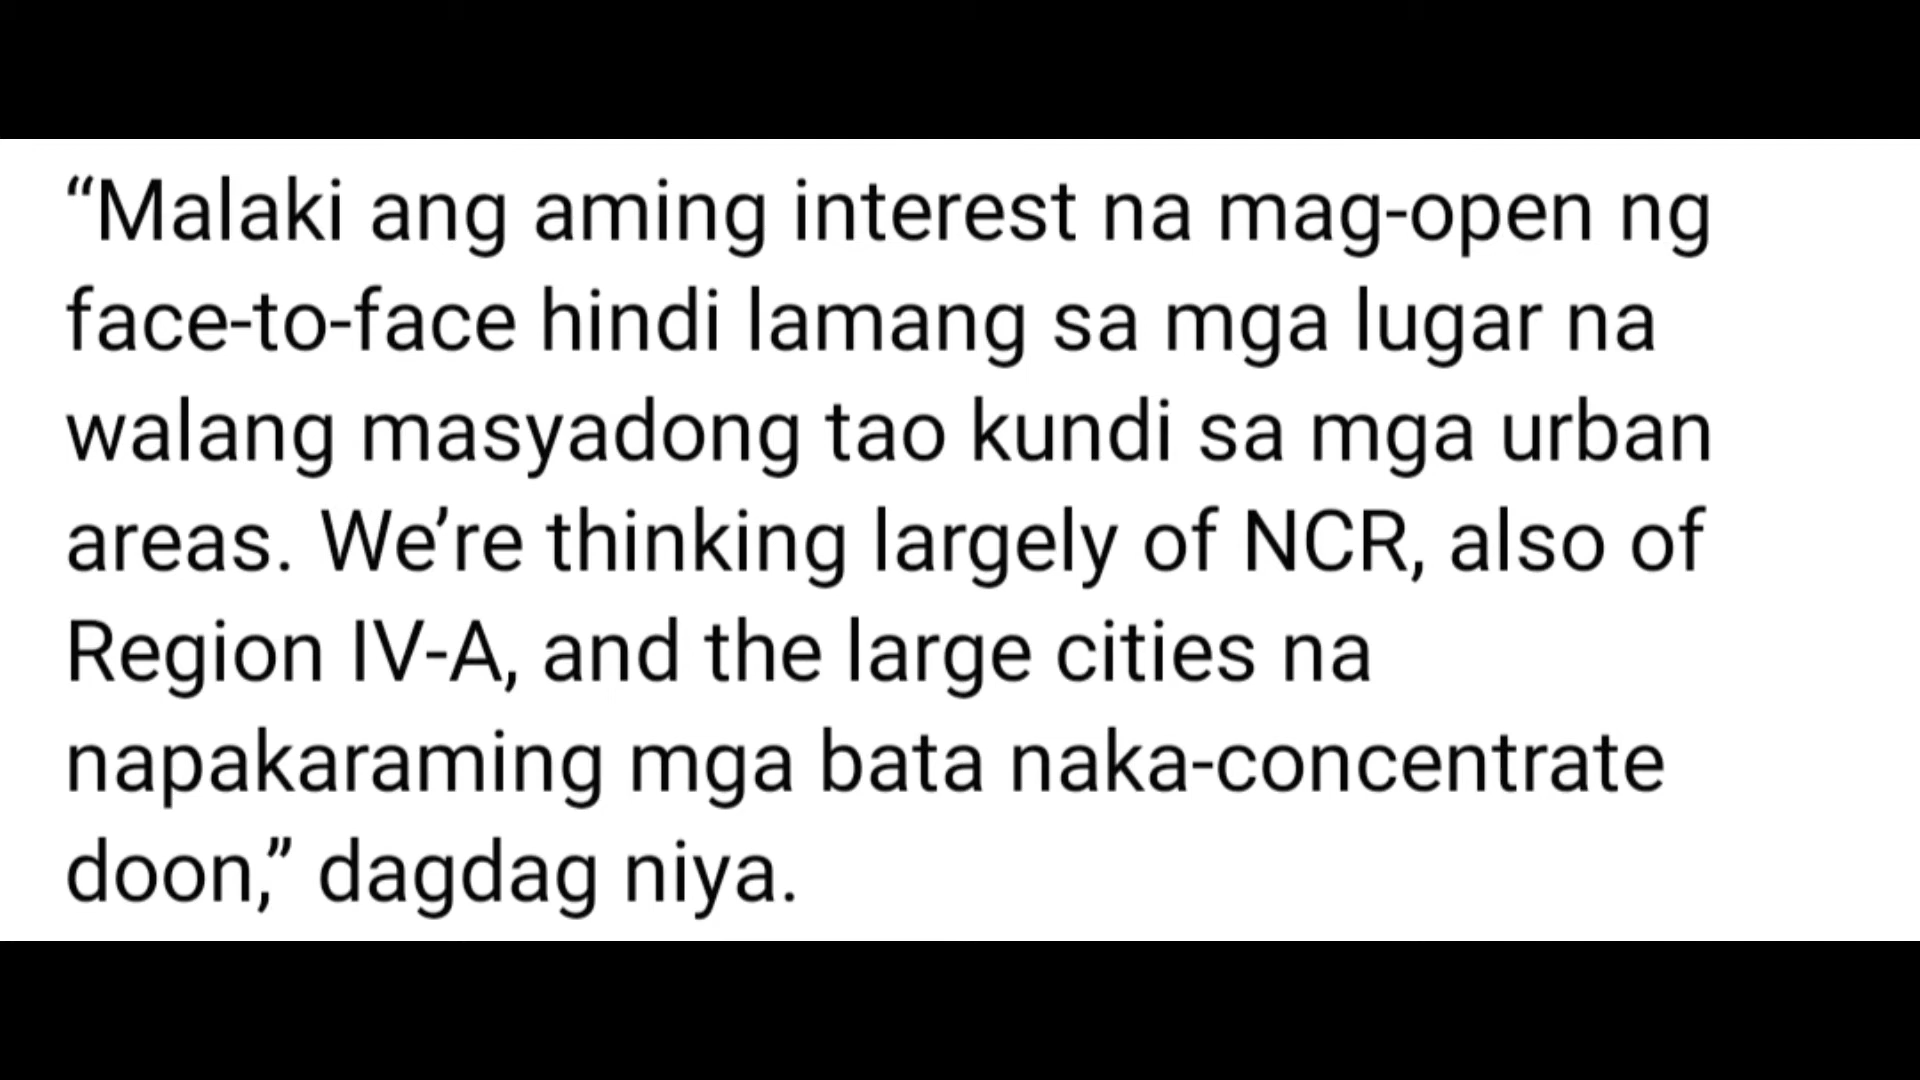 “Malaki ang aming interest na mag-open ng
face-to-face hindi lamang sa mga lugar na
walang masyadong tao kundi sa mga urban
areas. We’re thinking largely of NCR, also of
Region IV-A, and the large cities na
napakaraming mga bata naka-concentrate
doon,” dagdag niya.